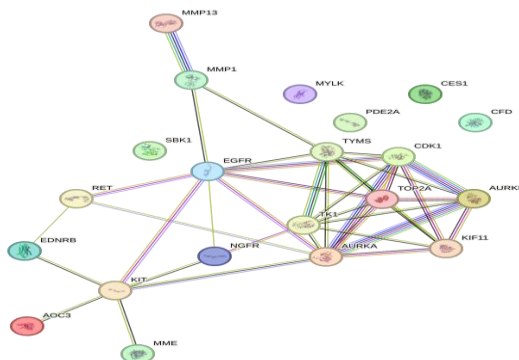 MMP13
MMP1
MYLK
CES1
PDE2A
CFD
SBK1
TYMS
CDK1
EGFR
RET
TOP2A
AURK
TK1
EDNRB
NGFR
AURKA
KIF11
KIT
AOC3
MME